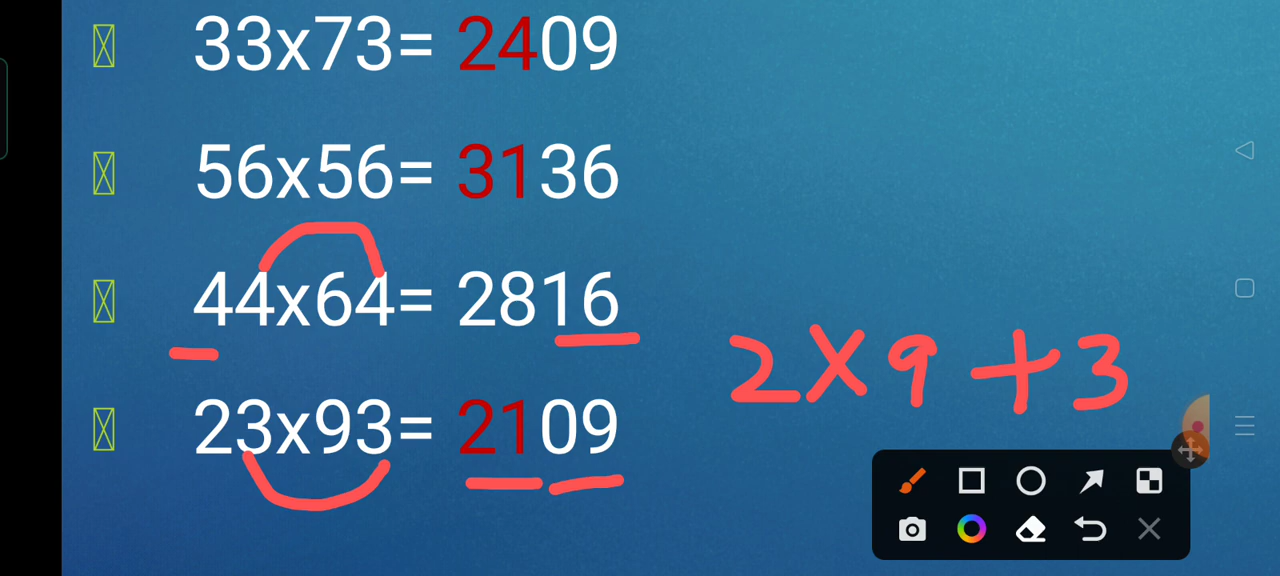 33x73= 2409
56x56= 3136
44x64= 2816
2X9+3
23x93= 2109